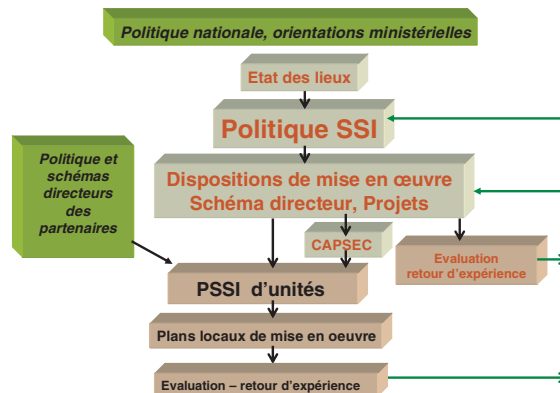 Politique nationale, orientations ministérielles
Etat des lieux
Politique SSI
Politique et
schémas
directeurs
des
partenaires
Dispositions de mise en œuvre
Schéma directeur, Projets
CAPSEC
Evaluation
retour d'expérience
PSSI d'unités
Plans locaux de mise en oeuvre
Evaluation – retour d'expérience